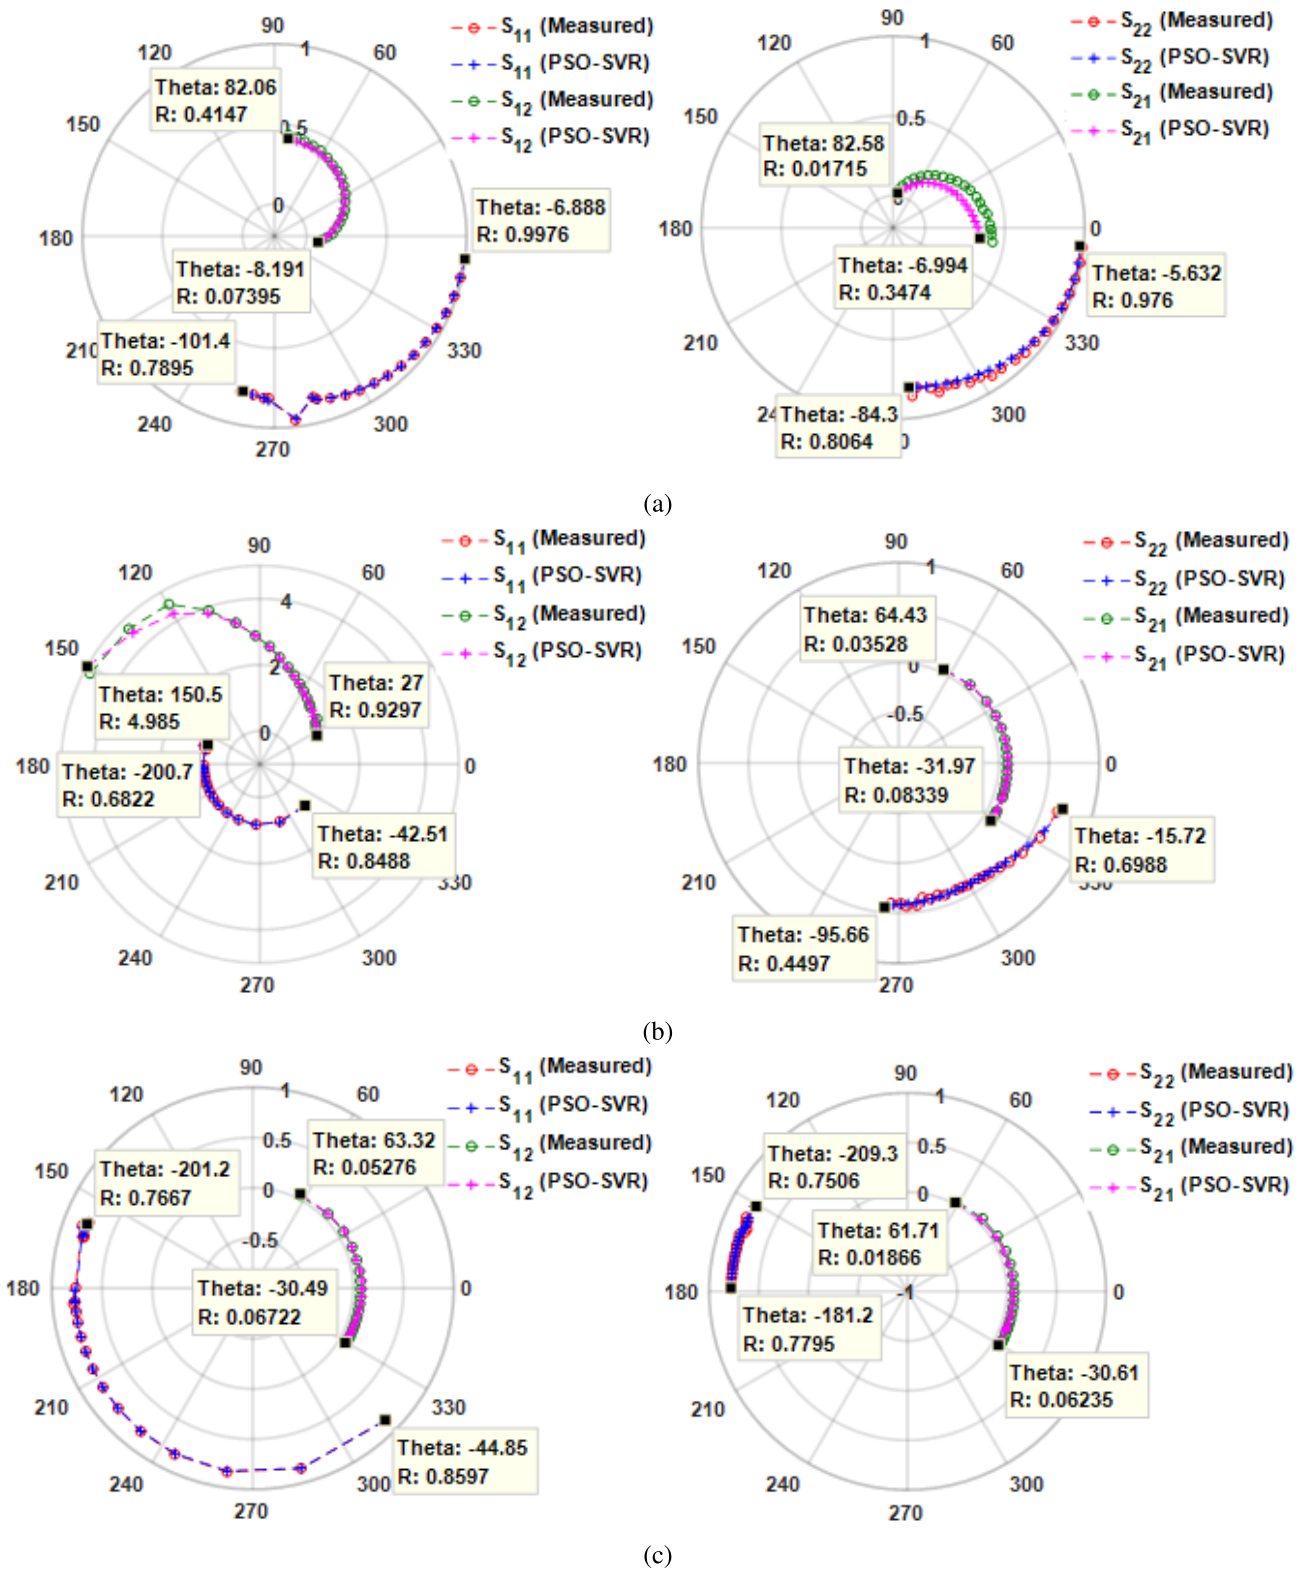 90
1
120
60
S11 (Measured)
S11 (PSO-SVR)
S12 (Measured)
S12 (PSO-SVR)
Theta: 82.06
R: 0.4147
0.5
150
0
Theta: -6.888
R: 0.9976
180
Theta: -8.191
R: 0.07395
Theta: -101.4
R: 0.7895
210
330
240
300
270
90
1
120
60
S22 (Measured)
S22 (PSO-SVR)
S21 (Measured)
S21 (PSO-SVR)
0.5
150
Theta: 82.58
R: 0.01715
180
0
Theta: -6.994
R: 0.3474
Theta: -5.632
R: 0.976
210
330
Theta: -84.3
R: 0.8064
24
0
300
(a)
90
120
60
S11 (Measured)
S11 (PSO-SVR)
S12 (Measured)
S12 (PSO-SVR)
4
150
2
Theta: 150.5
R: 4.985
Theta: 27
R: 0.9297
0
180
0
Theta: -200.7
R: 0.6822
Theta: -42.51
R: 0.8488
210
330
240
300
270
90
1
120
60
S22 (Measured)
S22 (PSO-SVR)
S21 (Measured)
S21 (PSO-SVR)
Theta: 64.43
R: 0.03528
150
0
-0.5
180
0
Theta: -31.97
R: 0.08339
Theta: -15.72
R: 0.6988
210
330
Theta: -95.66
R: 0.4497
300
270
(b)
90
1
120
60
S11 (Measured)
S11 (PSO-SVR)
S12 (Measured)
S12 (PSO-SVR)
0.5
Theta: 63.32
R: 0.05276
150
Theta: -201.2
R: 0.7667
0
-0.5
180
0
Theta: -30.49
R: 0.06722
210
330
Theta: -44.85
R: 0.8597
240
300
270
90
1
120
60
S22 (Measured)
S22 (PSO-SVR)
S21 (Measured)
S21 (PSO-SVR)
0.5
150
Theta: -209.3
R: 0.7506
0
Theta: 61.71
R: 0.01866
180
-1
0
Theta: -181.2
R: 0.7795
Theta: -30.61
R: 0.06235
210
240
300
270
(c)